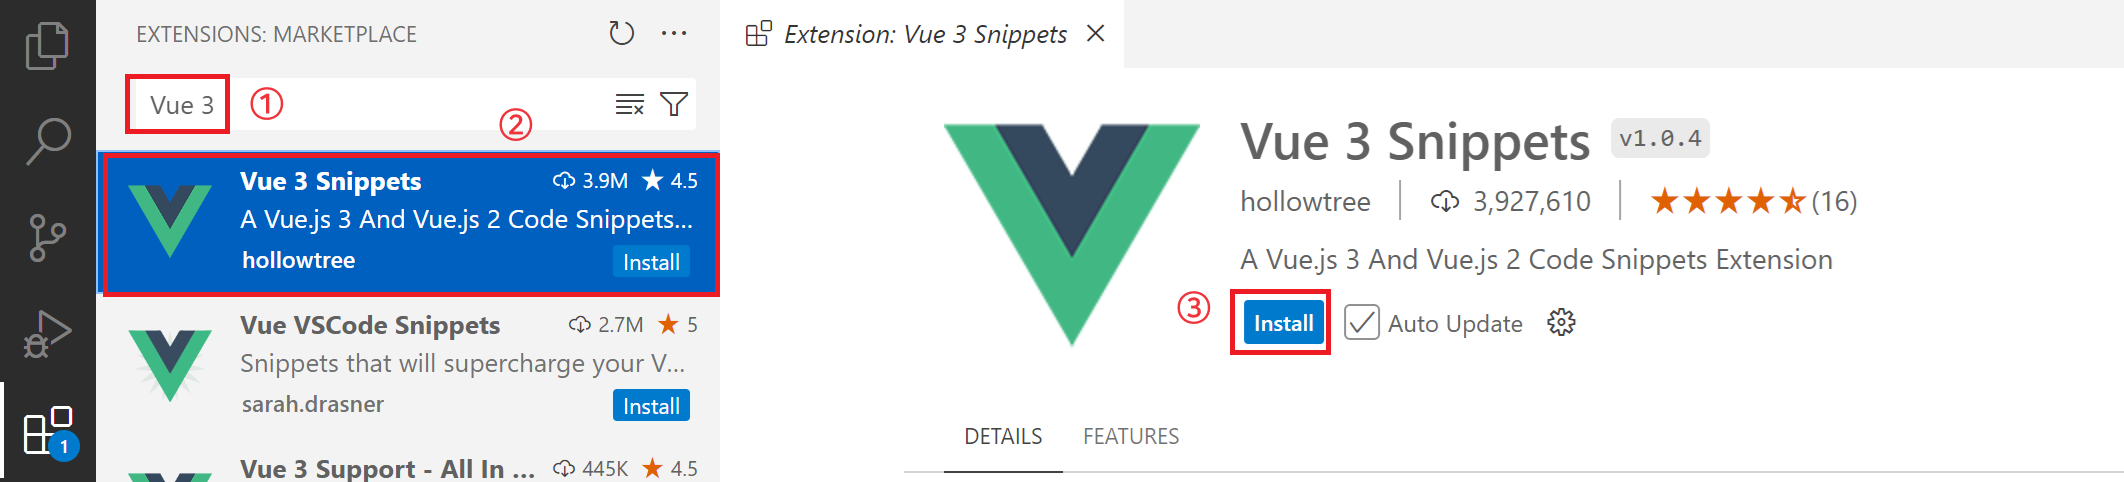 EXTENSIONS: MARKETPLACE
Vue 3
①
②
Vue 3 Snippets 3.9M ★ 4.5
A Vue.js 3 And Vue.js 2 Code Snippets...
hollowtree Install
Vue VSCode Snippets 2.7M ★ 5
Snippets that will supercharge your V...
sarah.drasner Install
Vue 3 Support - All In ... 445K ★ 4.5
1
Extension: Vue 3 Snippets
Vue 3 Snippets v1.0.4
hollowtree 3,927,610 (16)
A Vue.js 3 And Vue.js 2 Code Snippets Extension
③ Install Auto Update
DETAILS FEATURES